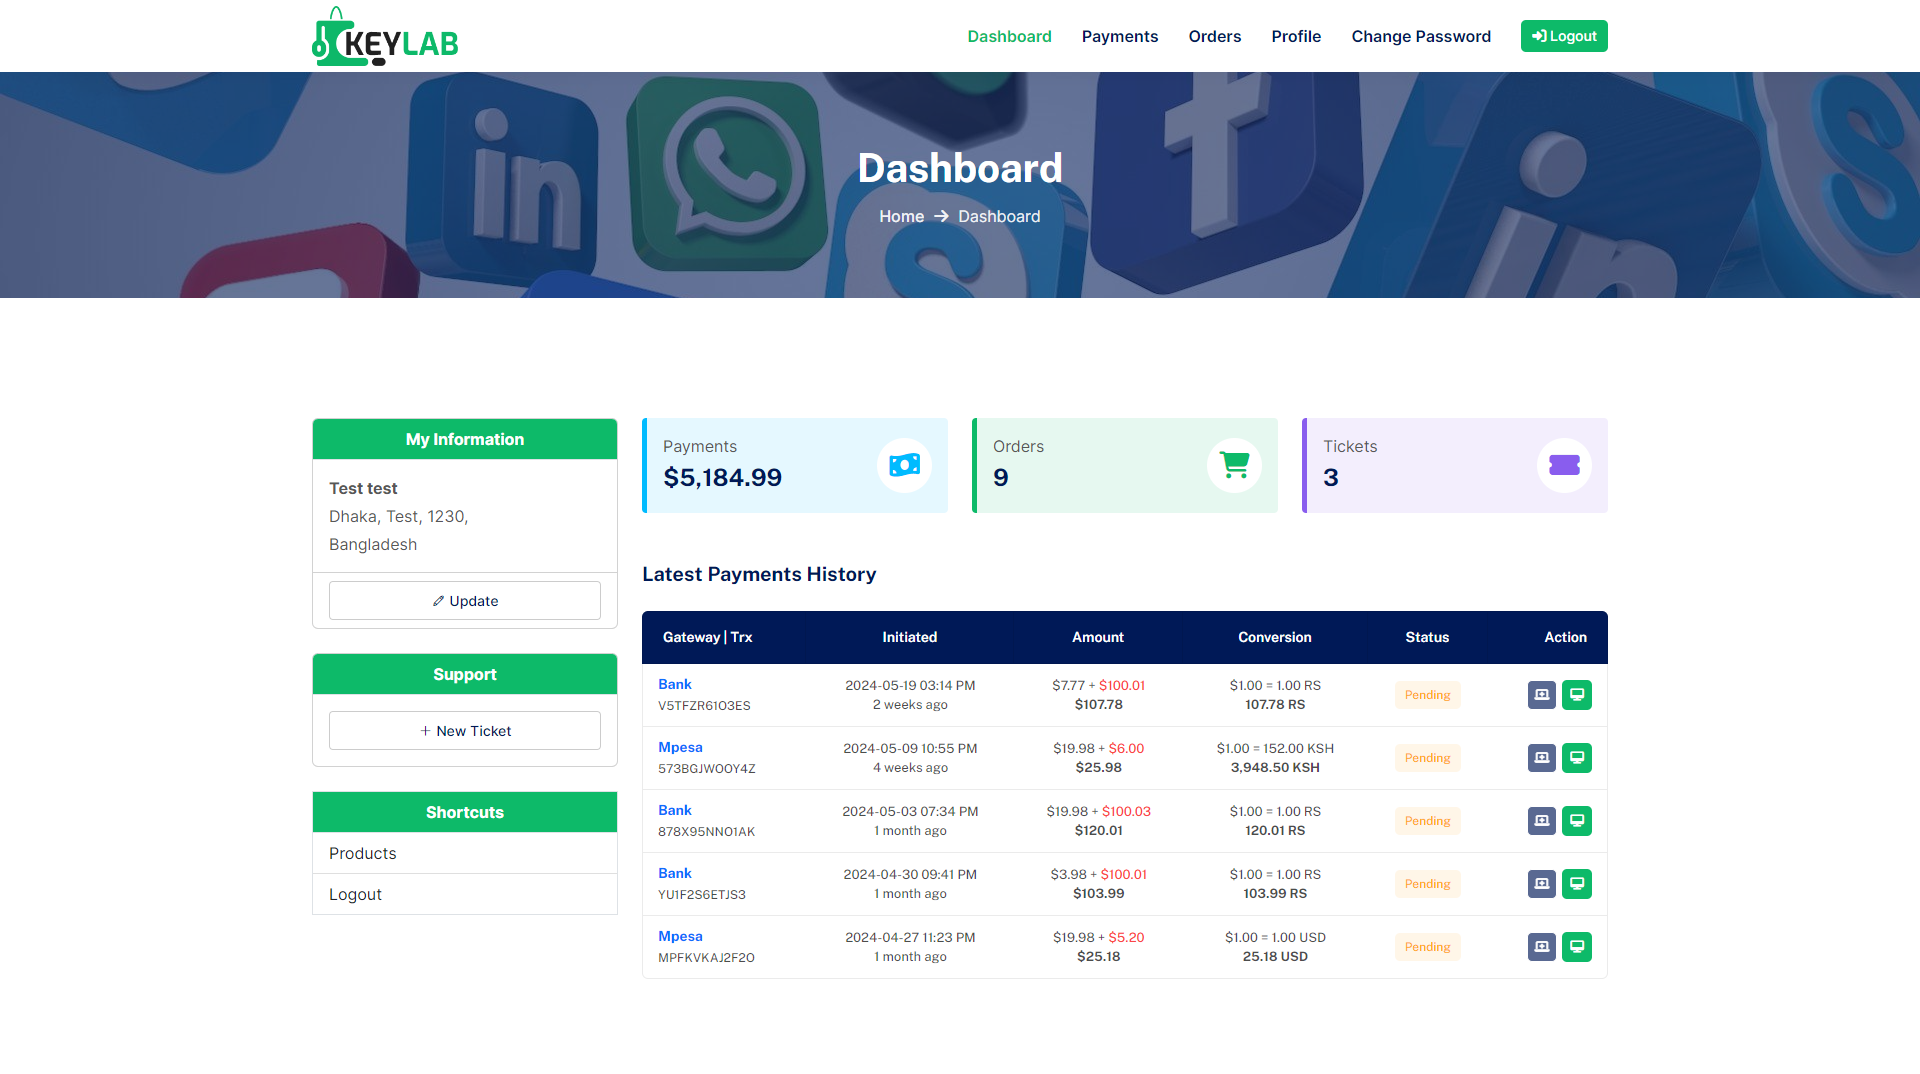 KEYLAB
Dashboard
Payments
Orders
Profile
Change Password
Logout
Dashboard
Home → Dashboard
My Information
Test test
Dhaka, Test, 1230,
Bangladesh
Update
Support
+ New Ticket
Shortcuts
Products
Logout
Payments
$5,184.99
Orders
9
Tickets
3
Latest Payments History
Gateway | Trx Initiated Amount Conversion Status Action
Bank 2024-05-19 03:14 PM $7.77 + $100.01 $1.00 = 1.00 RS Pending
V5TFZR61O3ES 2 weeks ago $107.78 107.78 RS
Mpesa 2024-05-09 10:55 PM $19.98 + $6.00 $1.00 = 152.00 KSH Pending
573BGJWOOY4Z 4 weeks ago $25.98 3,948.50 KSH
Bank 2024-05-03 07:34 PM $19.98 + $100.03 $1.00 = 1.00 RS Pending
878X95NNO1AK 1 month ago $120.01 120.01 RS
Bank 2024-04-30 09:41 PM $3.98 + $100.01 $1.00 = 1.00 RS Pending
YU1F2S6ETJS3 1 month ago $103.99 103.99 RS
Mpesa 2024-04-27 11:23 PM $19.98 + $5.20 $1.00 = 1.00 USD Pending
MPFKVKAJ2F2O 1 month ago $25.18 25.18 USD